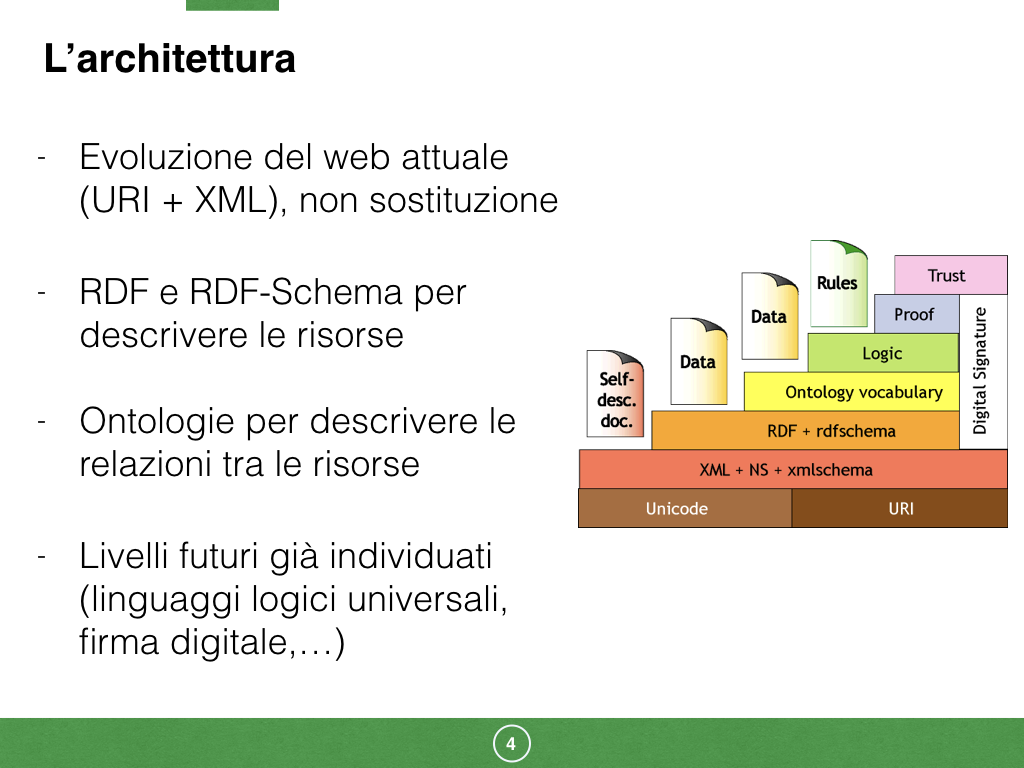 L’architettura
- Evoluzione del web attuale
(URI + XML), non sostituzione
- RDF e RDF-Schema per
descrivere le risorse
- Ontologie per descrivere le
relazioni tra le risorse
- Livelli futuri già individuati
(linguaggi logici universali,
firma digitale,…)
Rules
Trust
Data
Proof
Data
Logic
Self-
desc.
doc.
Ontology vocabulary
Digital Signature
RDF + rdfschema
XML + NS + xmlschema
Unicode
URI
4